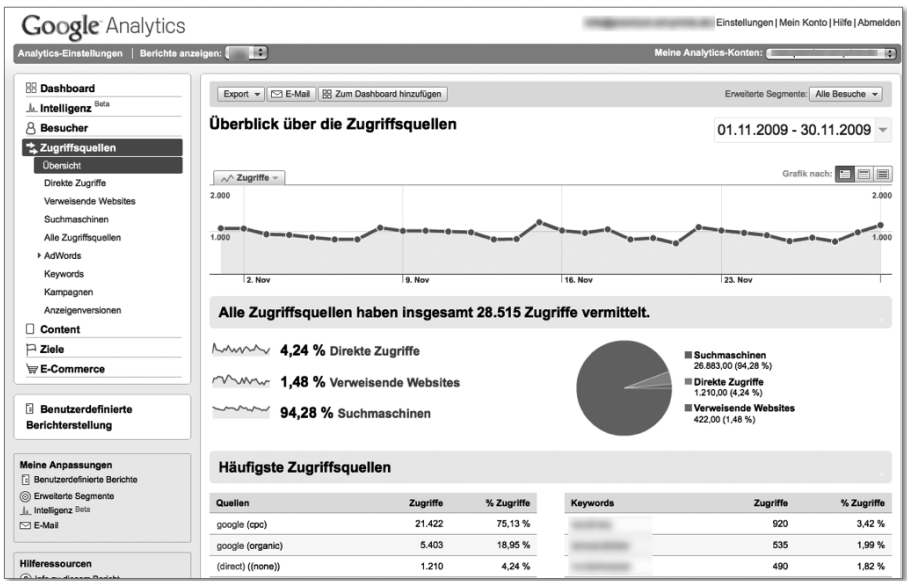 Google Analytics
Einstellungen | Mein Konto | Hilfe | Abmelden
Analytics-Einstellungen | Berichte anzeigen:
Meine Analytics-Konten:
Dashboard
Intelligenz Beta
Besucher
Zugriffsquellen
Übersicht
Direkte Zugriffe
Verweisende Websites
Suchmaschinen
Alle Zugriffsquellen
AdWords
Keywords
Kampagnen
Anzeigenversionen
Content
Ziele
E-Commerce
Benutzerdefinierte
Berichterstellung
Meine Anpassungen
Benutzerdefinierte Berichte
Erweiterte Segmente
Intelligenz Beta
E-Mail
Hilferessourcen
Info zu diesem Bericht
Export
E-Mail
Zum Dashboard hinzufügen
Erweiterte Segmente: Alle Besuche
Überblick über die Zugriffsquellen
01.11.2009 - 30.11.2009
Zugriffe
Grafik nach:
2.000 2.000
1.000 1.000
2. Nov 9. Nov 16. Nov 23. Nov
Alle Zugriffsquellen haben insgesamt 28.515 Zugriffe vermittelt.
4,24 % Direkte Zugriffe
1,48 % Verweisende Websites
94,28 % Suchmaschinen
Suchmaschinen
26.883,00 (94,28 %)
Direkte Zugriffe
1.210,00 (4,24 %)
Verweisende Websites
422,00 (1,48 %)
Häufigste Zugriffsquellen
Quellen Zugriffe % Zugriffe
google (cpc) 21.422 75,13 %
google (organic) 5.403 18,95 %
(direct) ((none)) 1.210 4,24 %
Keywords Zugriffe % Zugriffe
920 3,42 %
535 1,99 %
490 1,82 %